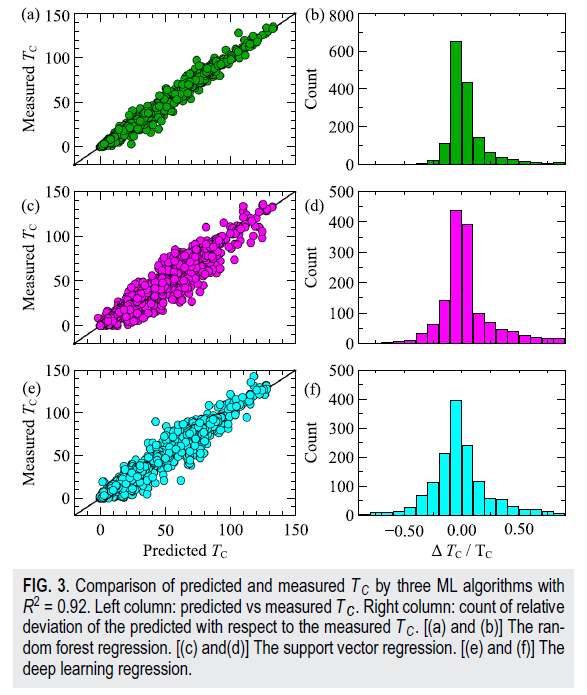 (a)
150
100
50
0
Measured TC
(b)
800
600
400
200
0
Count
(c)
150
100
50
0
Measured TC
(d)
500
400
300
200
100
0
Count
(e)
150
100
50
0
Measured TC
0 50 100 150
Predicted TC
(f)
500
400
300
200
100
0
Count
−0.50 0.00 0.50
Δ TC / TC
FIG. 3. Comparison of predicted and measured TC by three ML algorithms with
R² = 0.92. Left column: predicted vs measured TC. Right column: count of relative
deviation of the predicted with respect to the measured TC. [(a) and (b)] The ran-
dom forest regression. [(c) and(d)] The support vector regression. [(e) and (f)] The
deep learning regression.